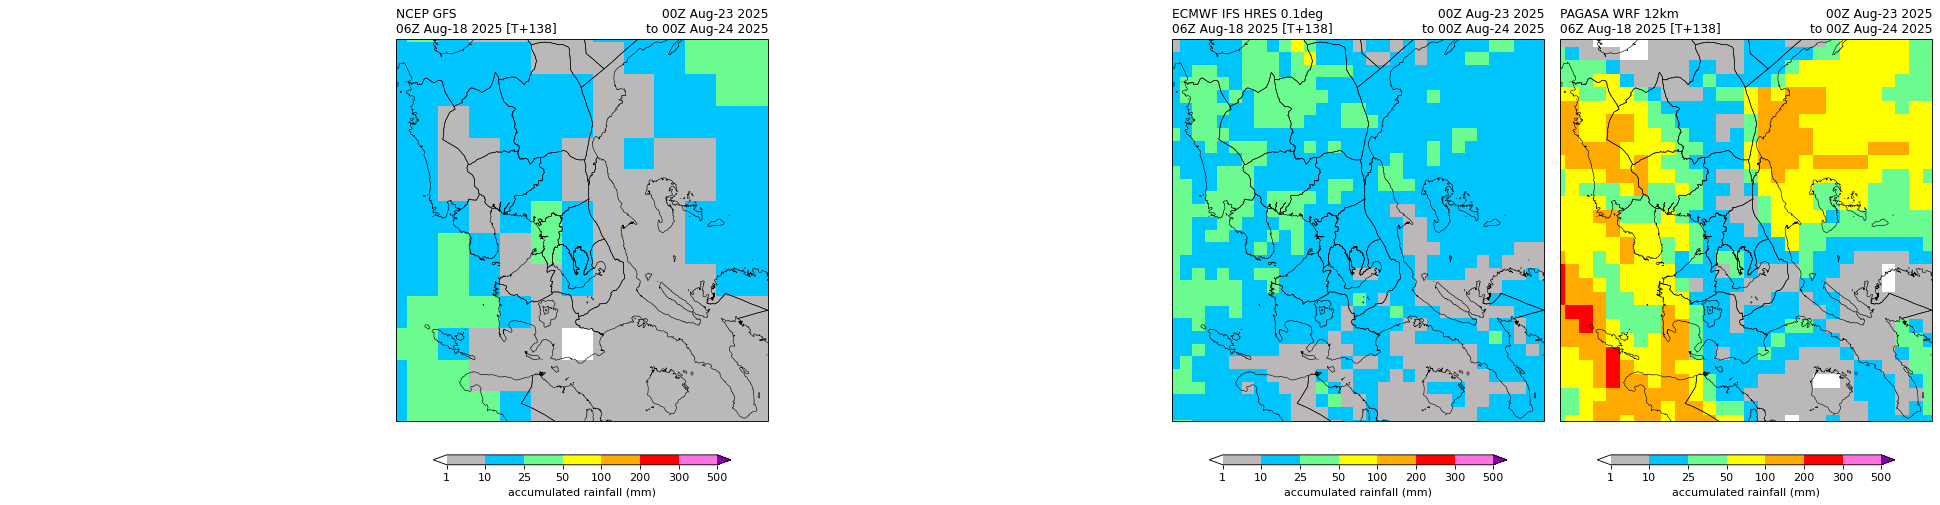 NCEP GFS 00Z Aug-23 2025
06Z Aug-18 2025 [T+138] to 00Z Aug-24 2025
1 10 25 50 100 200 300 500
accumulated rainfall (mm)
ECMWF IFS HRES 0.1deg 00Z Aug-23 2025
06Z Aug-18 2025 [T+138] to 00Z Aug-24 2025
1 10 25 50 100 200 300 500
accumulated rainfall (mm)
PAGASA WRF 12km 00Z Aug-23 2025
06Z Aug-18 2025 [T+138] to 00Z Aug-24 2025
1 10 25 50 100 200 300 500
accumulated rainfall (mm)